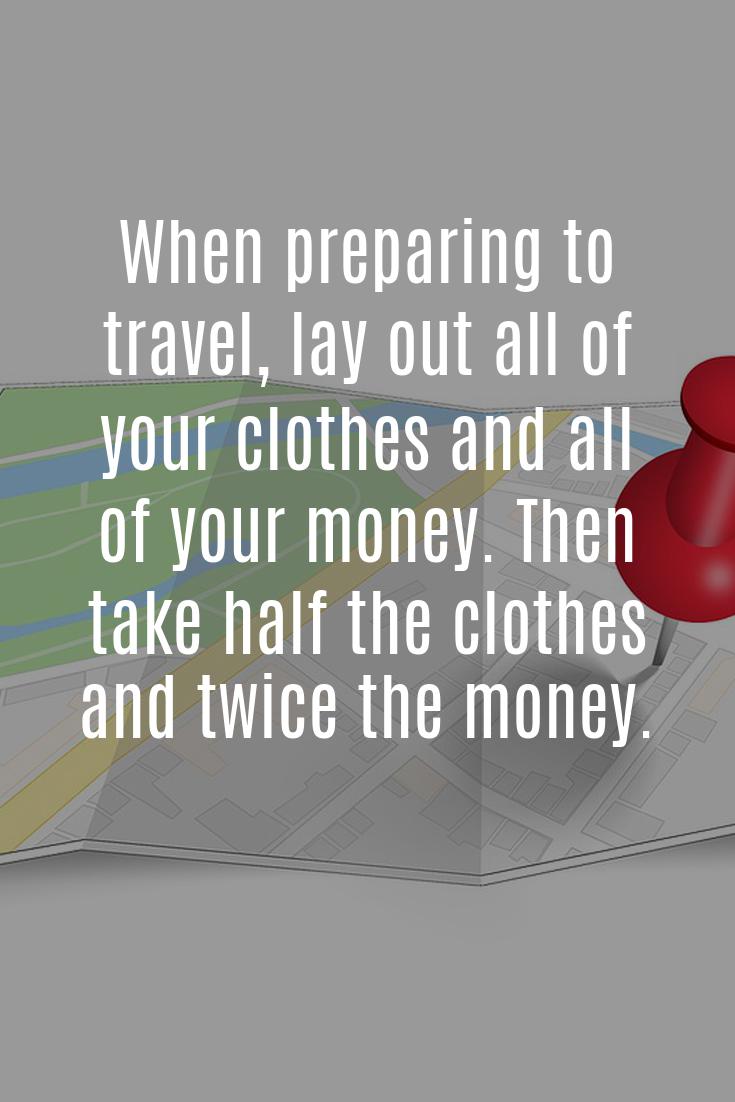 When preparing to
travel, lay out all of
your clothes and all
of your money. Then
take half the clothes
and twice the money.